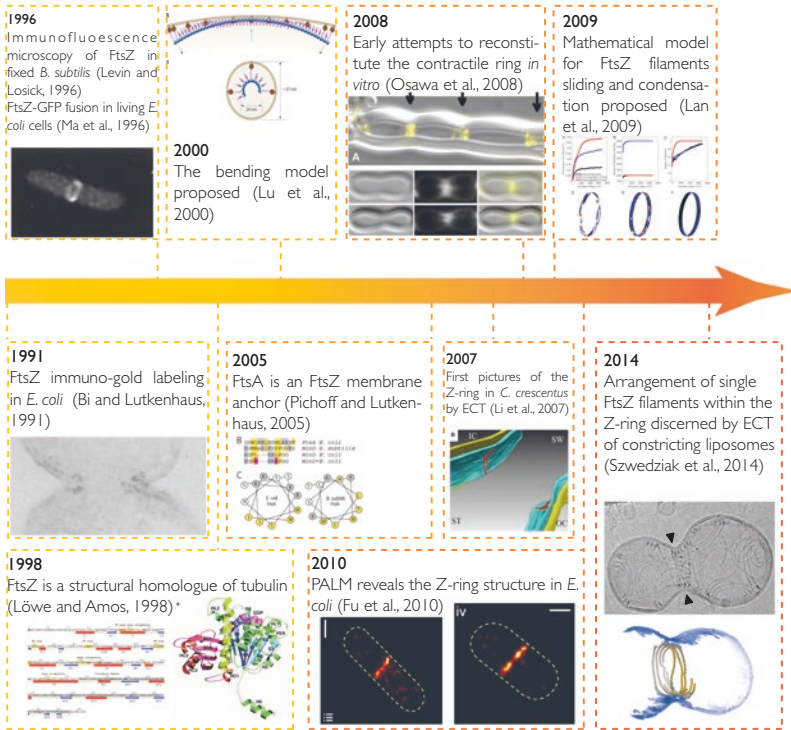 1996
Immunofluoescence
microscopy of FtsZ in
fixed B. subtilis (Levin and
Losick, 1996)
FtsZ-GFP fusion in living E.
coli cells (Ma et al., 1996)
2000
The bending model
proposed (Lu et al.,
2000)
2008
Early attempts to reconsti-
tute the contractile ring in
vitro (Osawa et al., 2008)
A
2009
Mathematical model
for FtsZ filaments
sliding and condensa-
tion proposed (Lan
et al., 2009)
1991
FtsZ immuno-gold labeling
in E. coli (Bi and Lutkenhaus,
1991)
2005
FtsA is an FtsZ membrane
anchor (Pichoff and Lutken-
haus, 2005)
B
C
E. coli
FtsA
B. subtilis
FtsA
2007
First pictures of the
Z-ring in C. crescentus
by ECT (Li et al., 2007)
IC
SW
ST
OC
2014
Arrangement of single
FtsZ filaments within the
Z-ring discerned by ECT
of constricting liposomes
(Szwedziak et al., 2014)
1998
FtsZ is a structural homologue of tubulin
(Löwe and Amos, 1998)*
2010
PALM reveals the Z-ring structure in E.
coli (Fu et al., 2010)
iii
iv